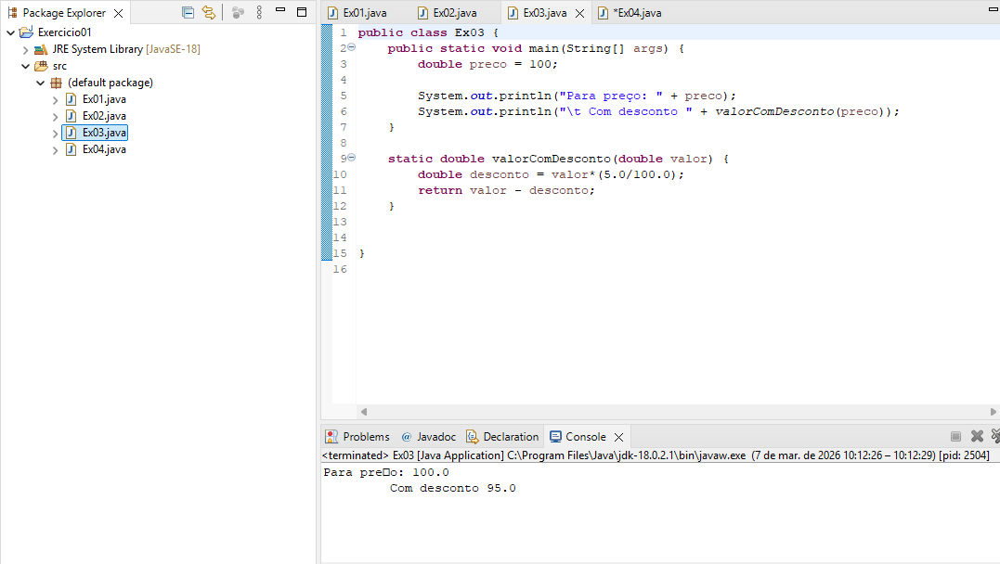 Package Explorer
Exercicio01
JRE System Library [JavaSE-18]
src
(default package)
Ex01.java
Ex02.java
Ex03.java
Ex04.java
Ex01.java Ex02.java Ex03.java *Ex04.java
1 public class Ex03 {
2 public static void main(String[] args) {
3 double preco = 100;
4
5 System.out.println("Para preço: " + preco);
6 System.out.println("\t Com desconto " + valorComDesconto(preco));
7 }
8
9 static double valorComDesconto(double valor) {
10 double desconto = valor*(5.0/100.0);
11 return valor - desconto;
12 }
13
14
15 }
16
Problems @ Javadoc Declaration Console
<terminated> Ex03 [Java Application] C:\Program Files\Java\jdk-18.0.2.1\bin\javaw.exe (7 de mar. de 2026 10:12:26 – 10:12:29) [pid: 2504]
Para pre□o: 100.0
Com desconto 95.0